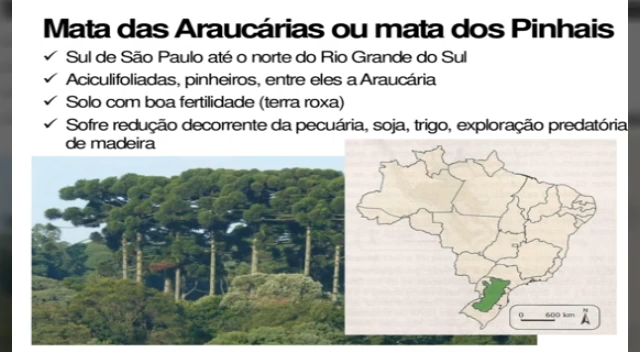 Mata das Araucárias ou mata dos Pinhais
✓ Sul de São Paulo até o norte do Rio Grande do Sul
✓ Aciculifoliadas, pinheiros, entre eles a Araucária
✓ Solo com boa fertilidade (terra roxa)
✓ Sofre redução decorrente da pecuária, soja, trigo, exploração predatória
de madeira
0 600 km N